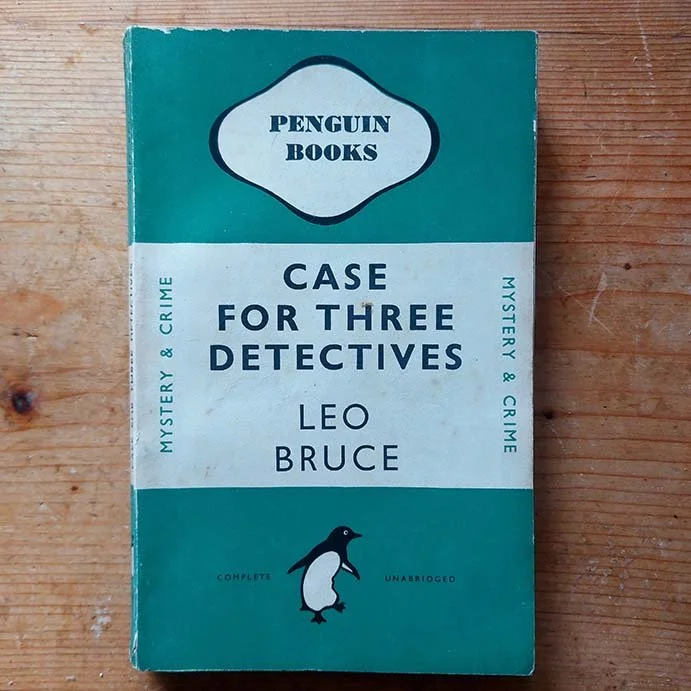 PENGUIN
BOOKS
CASE
FOR THREE
DETECTIVES
LEO
BRUCE
MYSTERY & CRIME
MYSTERY & CRIME
COMPLETE
UNABRIDGED